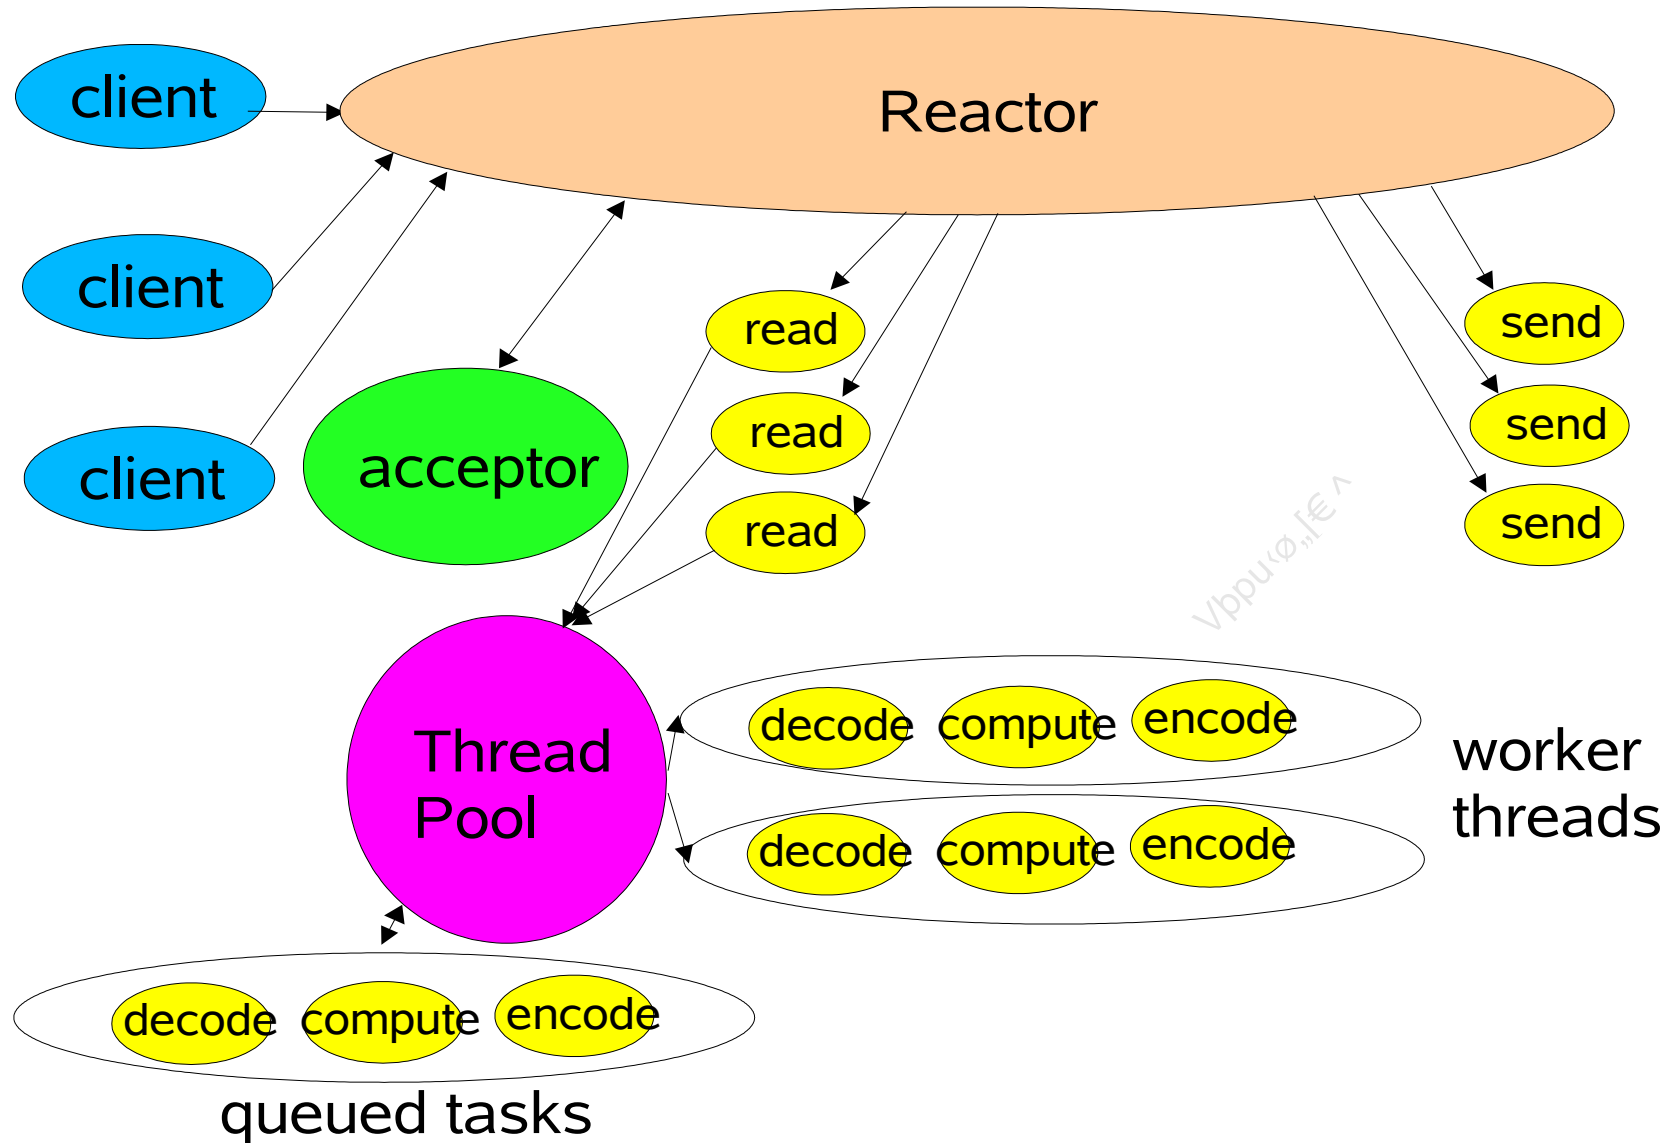 client
Reactor
client
client
acceptor
read
read
read
send
send
send
Thread
Pool
decode compute encode
decode compute encode
worker
threads
decode compute encode
queued tasks